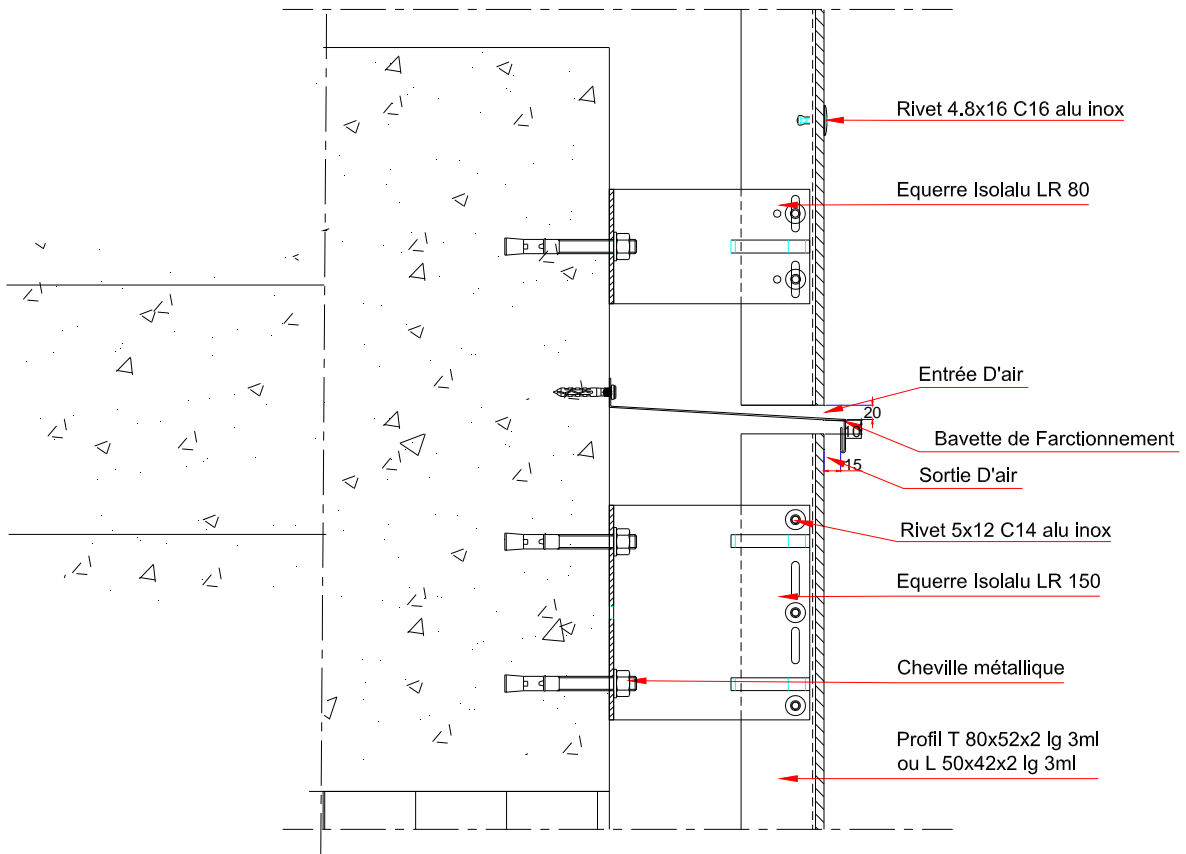 Rivet 4.8x16 C16 alu inox
Equerre Isolalu LR 80
Entrée D'air
20
10
Bavette de Farctionnement
15
Sortie D'air
Rivet 5x12 C14 alu inox
Equerre Isolalu LR 150
Cheville métallique
Profil T 80x52x2 lg 3ml
ou L 50x42x2 lg 3ml